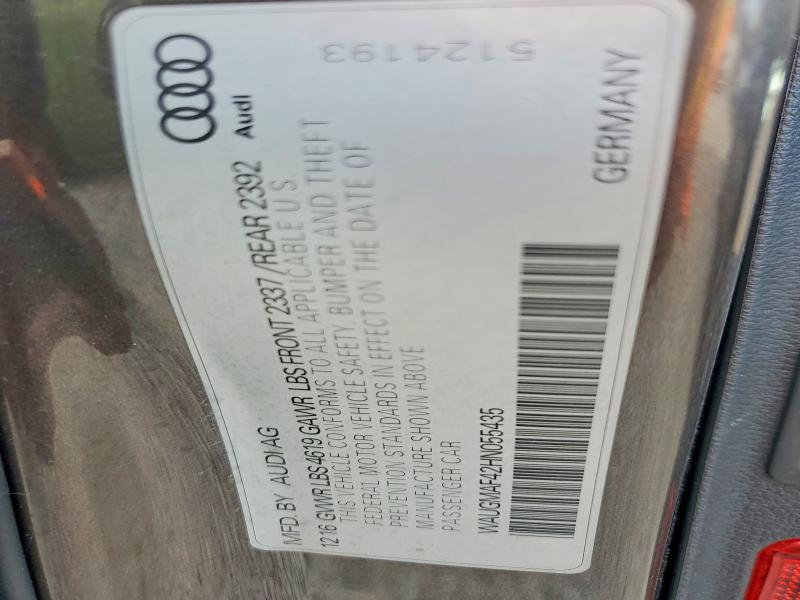 Audi
5124193
MFD. BY AUDI AG
12 16 GVWR LBS 4619 GAWR LBS FRONT 2337 / REAR 2392
THIS VEHICLE CONFORMS TO ALL APPLICABLE U S
FEDERAL MOTOR VEHICLE SAFETY, BUMPER AND THEFT
PREVENTION STANDARDS IN EFFECT ON THE DATE OF
MANUFACTURE SHOWN ABOVE
PASSENGER CAR
WAUGMAF42HN055435
GERMANY